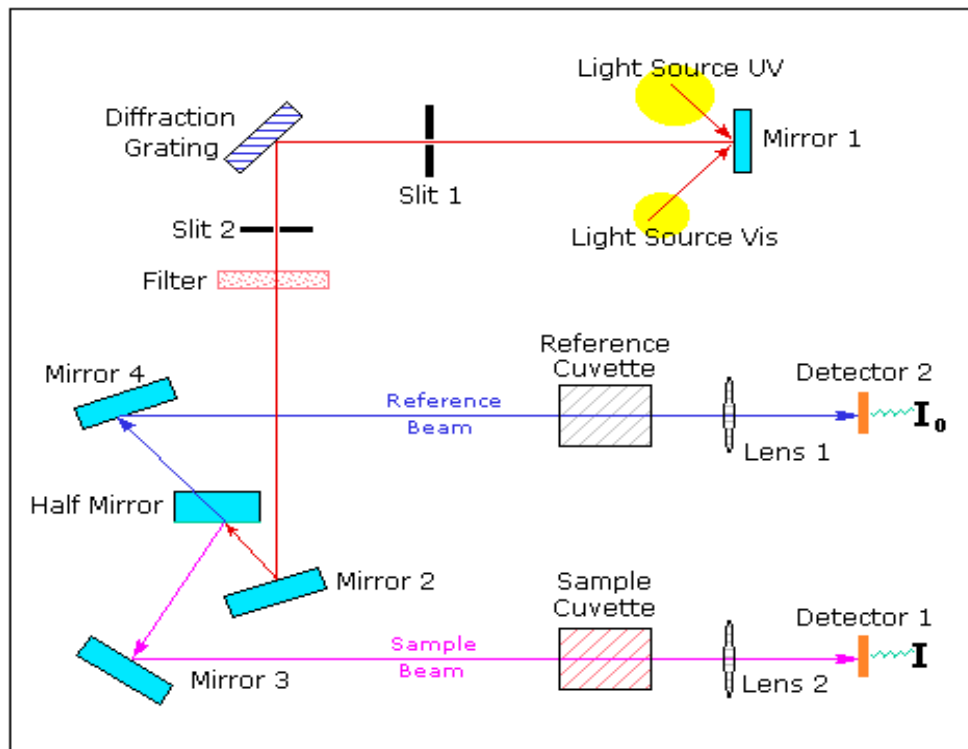 Light Source UV
Diffraction
Grating
Mirror 1
Slit 1
Slit 2
Light Source Vis
Filter
Reference
Cuvette
Mirror 4
Detector 2
Reference
Beam
I₀
Lens 1
Half Mirror
Mirror 2
Sample
Cuvette
Detector 1
Sample
Beam
I
Mirror 3
Lens 2